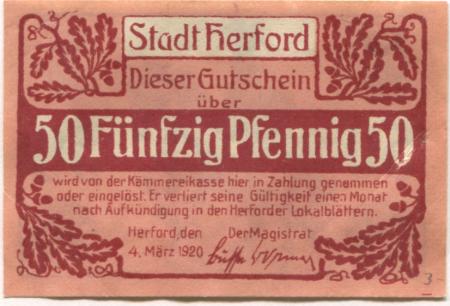 Stadt Herford
Dieser Gutschein
über
50 Fünfzig Pfennig 50
wird von der Kämmereikasse hier in Zahlung genommen
oder eingelöst. Er verliert seine Gültigkeit einen Monat
nach Aufkündigung in den Herforder Lokalblättern.
Herford, den Der Magistrat
4. März 1920
3-